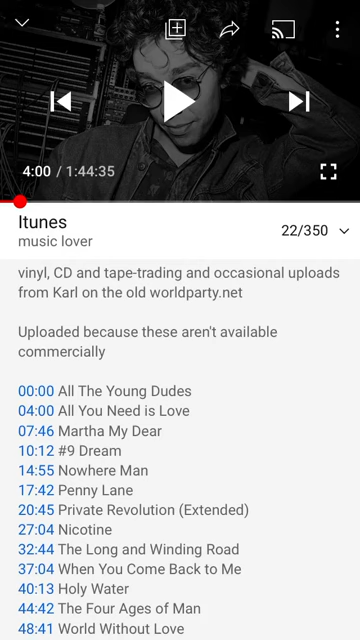 4:00 / 1:44:35
Itunes
music lover
22/350
vinyl, CD and tape-trading and occasional uploads
from Karl on the old worldparty.net
Uploaded because these aren't available
commercially
00:00 All The Young Dudes
04:00 All You Need is Love
07:46 Martha My Dear
10:12 #9 Dream
14:55 Nowhere Man
17:42 Penny Lane
20:45 Private Revolution (Extended)
27:04 Nicotine
32:44 The Long and Winding Road
37:04 When You Come Back to Me
40:13 Holy Water
44:42 The Four Ages of Man
48:41 World Without Love